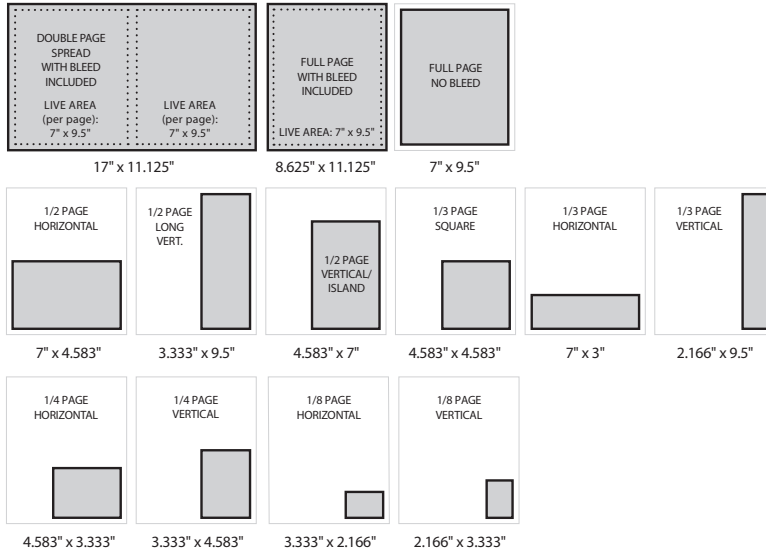 DOUBLE PAGE
SPREAD
WITH BLEED
INCLUDED
LIVE AREA
(per page):
7" x 9.5"
LIVE AREA
(per page):
7" x 9.5"
17" x 11.125"
FULL PAGE
WITH BLEED
INCLUDED
LIVE AREA: 7" x 9.5"
8.625" x 11.125"
FULL PAGE
NO BLEED
7" x 9.5"
1/2 PAGE
HORIZONTAL
7" x 4.583"
1/2 PAGE
LONG
VERT.
3.333" x 9.5"
1/2 PAGE
VERTICAL/
ISLAND
4.583" x 7"
1/3 PAGE
SQUARE
4.583" x 4.583"
1/3 PAGE
HORIZONTAL
7" x 3"
1/3 PAGE
VERTICAL
2.166" x 9.5"
1/4 PAGE
HORIZONTAL
4.583" x 3.333"
1/4 PAGE
VERTICAL
3.333" x 4.583"
1/8 PAGE
HORIZONTAL
3.333" x 2.166"
1/8 PAGE
VERTICAL
2.166" x 3.333"